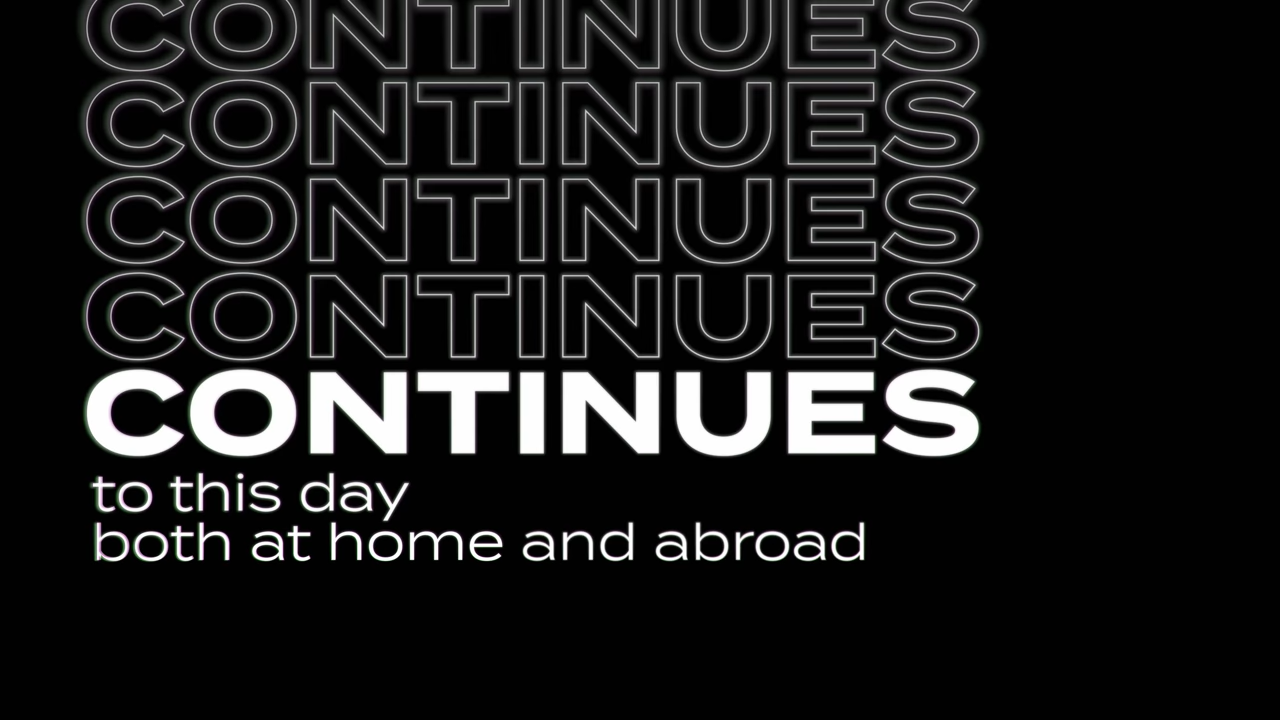 CONTINUES
CONTINUES
CONTINUES
CONTINUES
CONTINUES
to this day
both at home and abroad